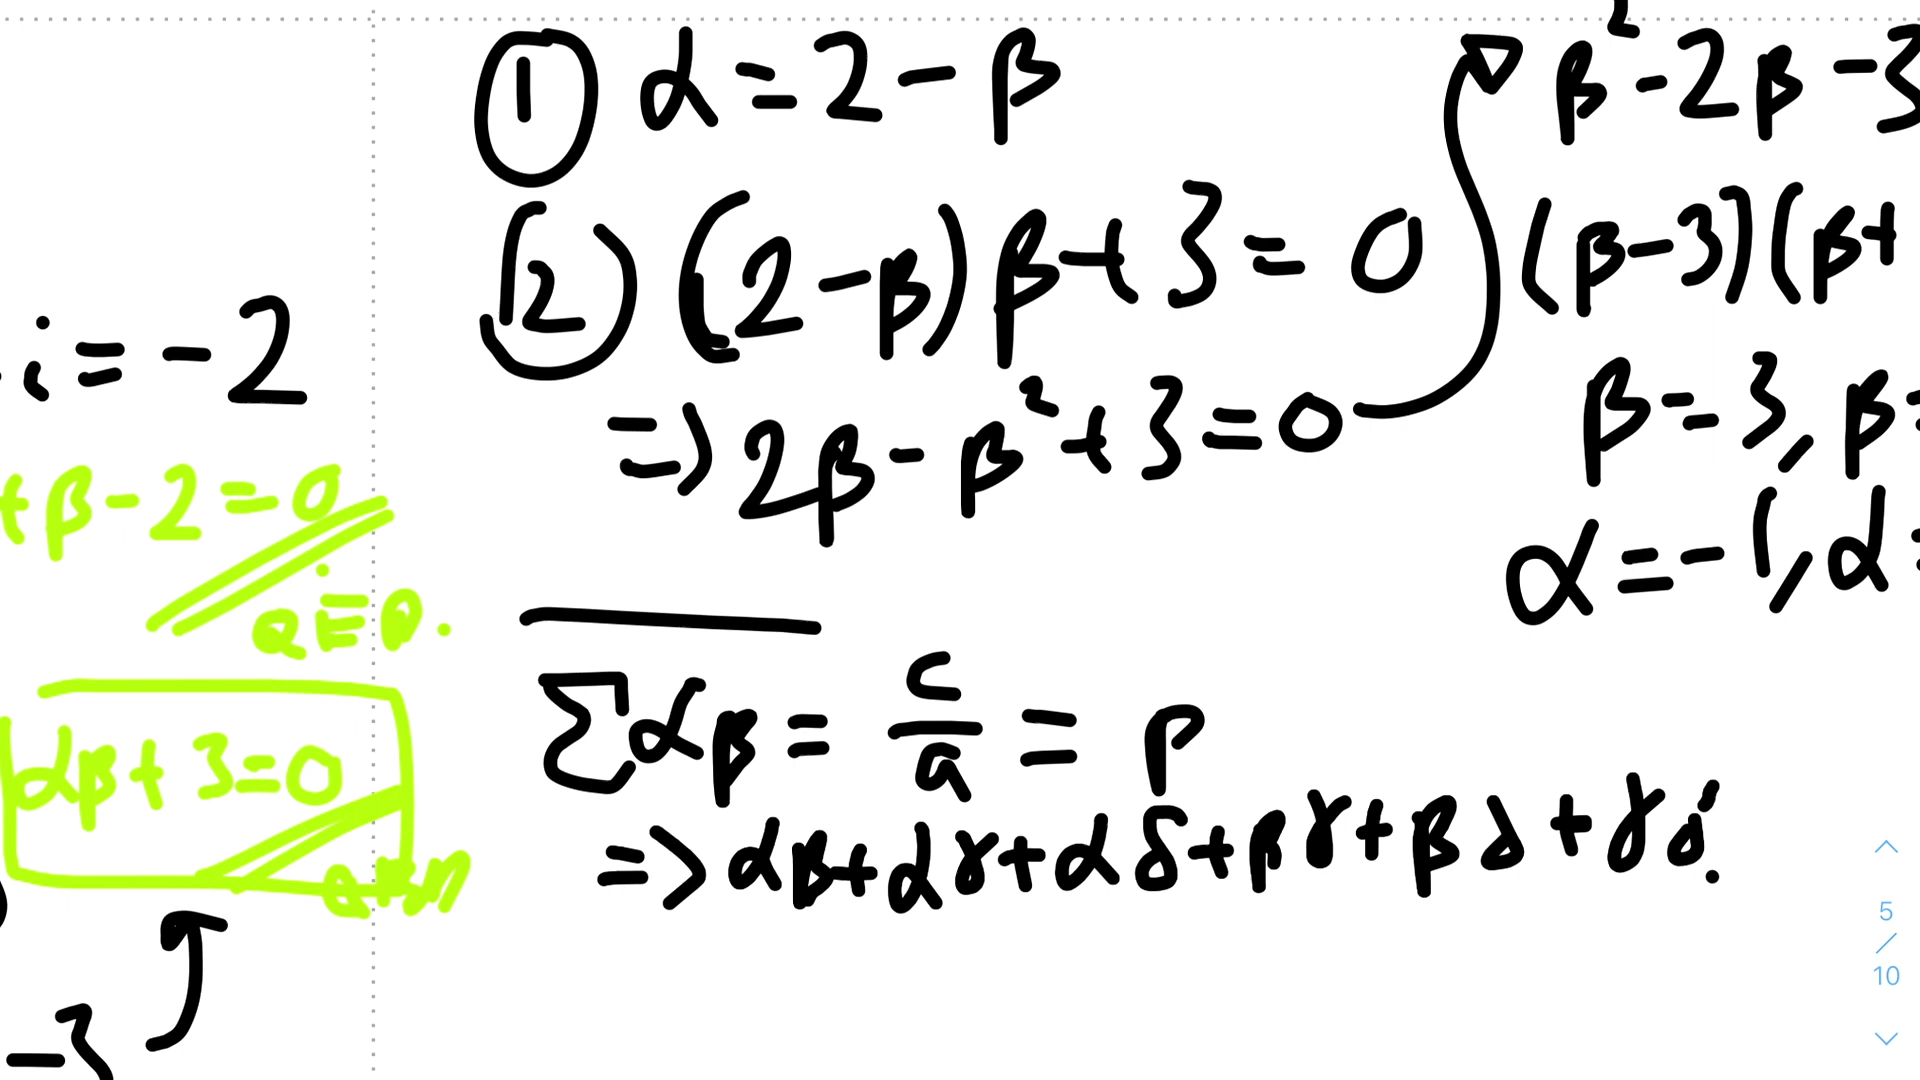 ① α = 2 - β
② (2 - β)β + 3 = 0
=> 2β - β² + 3 = 0
β² - 2β - 3
(β - 3)(β +
β = 3, β =
α = -1, α =
i = -2
+ β - 2 = 0
αβ + 3 = 0
-3
Σαβ = c/a = p
=> αβ + αγ + αδ + βγ + βδ + γδ
5
/
10